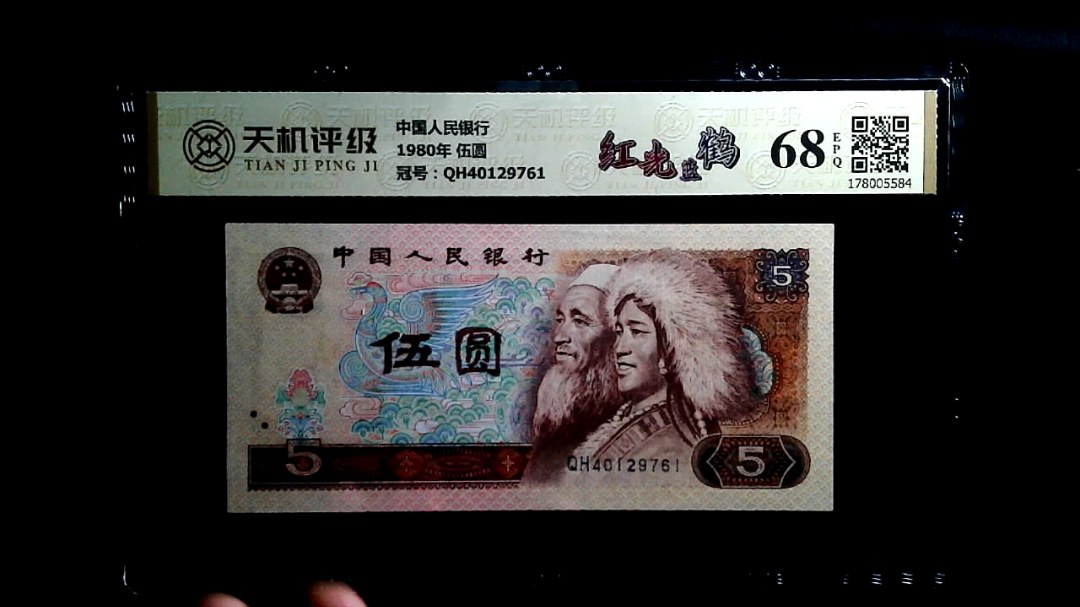 天机评级
TIAN JI PING JI
中国人民银行
1980年 伍圆
冠号：QH40129761
红光蓝鹤
68
EPQ
178005584
中国人民银行
5
伍圆
5
QH40129761
5